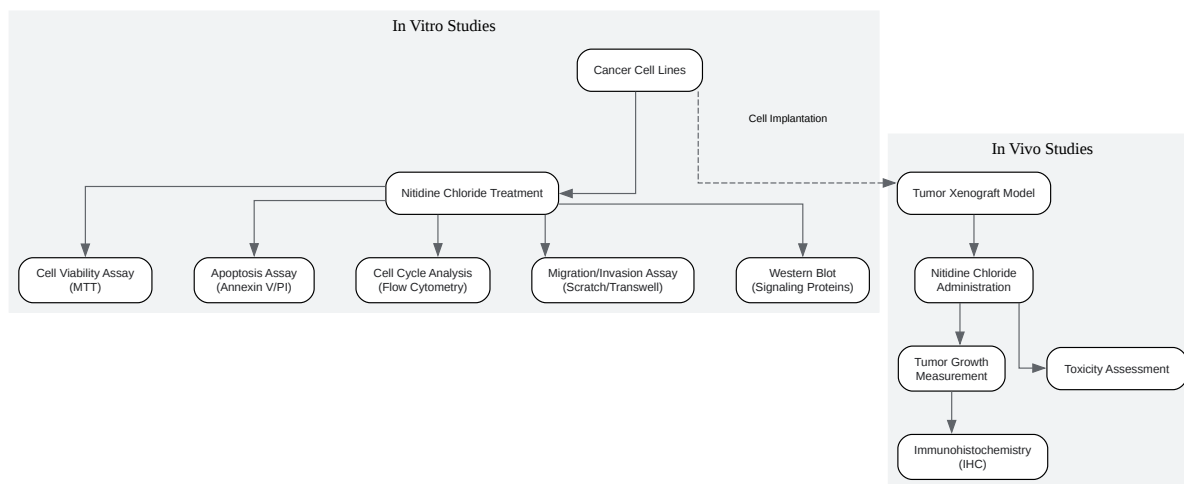 In Vitro Studies
Cancer Cell Lines
Cell Implantation
In Vivo Studies
Nitidine Chloride Treatment
Tumor Xenograft Model
Cell Viability Assay
(MTT)
Apoptosis Assay
(Annexin V/PI)
Cell Cycle Analysis
(Flow Cytometry)
Migration/Invasion Assay
(Scratch/Transwell)
Western Blot
(Signaling Proteins)
Nitidine Chloride
Administration
Tumor Growth
Measurement
Toxicity Assessment
Immunohistochemistry
(IHC)